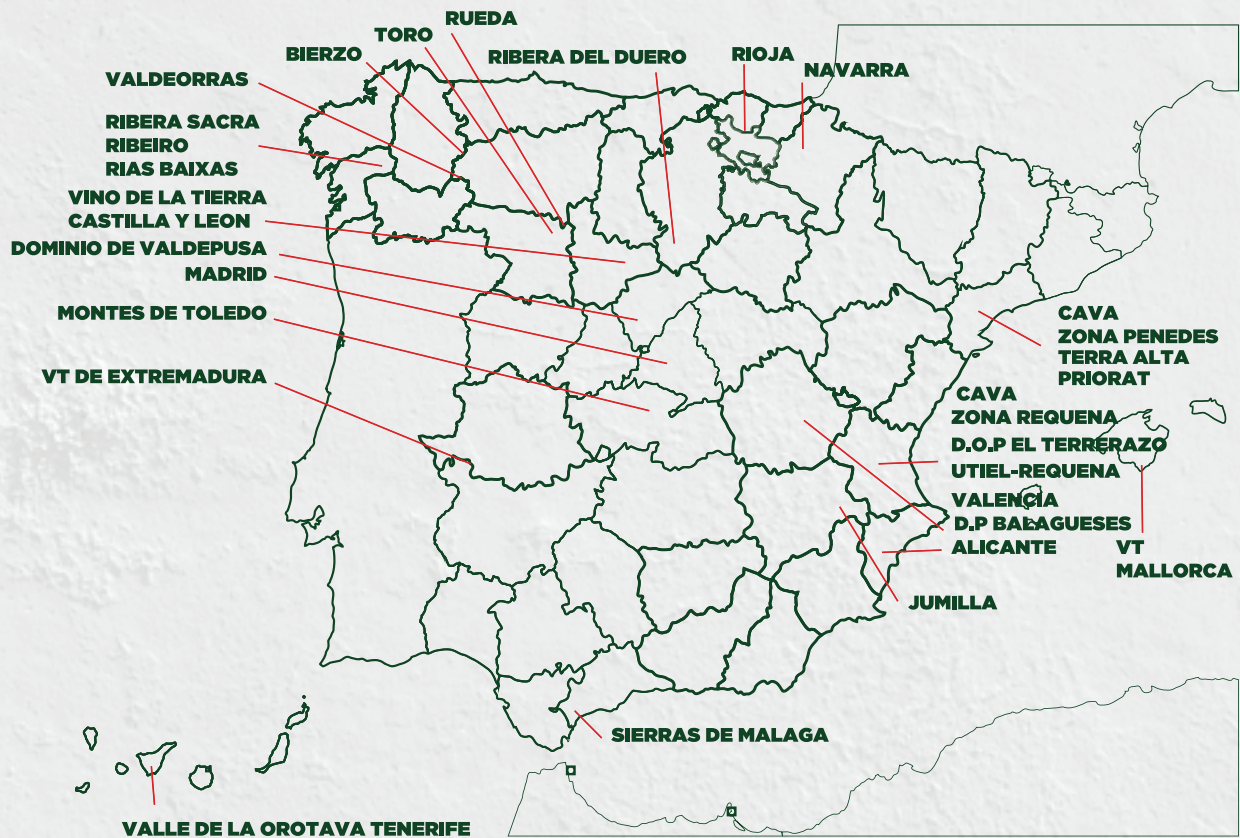 RUEDA
TORO
BIERZO
RIBERA DEL DUERO
RIOJA
NAVARRA
VALDEORRAS
RIBERA SACRA
RIBEIRO
RIAS BAIXAS
VINO DE LA TIERRA
CASTILLA Y LEON
DOMINIO DE VALDEPUSA
MADRID
MONTES DE TOLEDO
VT DE EXTREMADURA
CAVA
ZONA PENEDES
TERRA ALTA
PRIORAT
CAVA
ZONA REQUENA
D.O.P EL TERRERAZO
UTIEL-REQUENA
VALENCIA
D.P BALAGUESES
ALICANTE
VT
MALLORCA
JUMILLA
SIERRAS DE MALAGA
VALLE DE LA OROTAVA TENERIFE